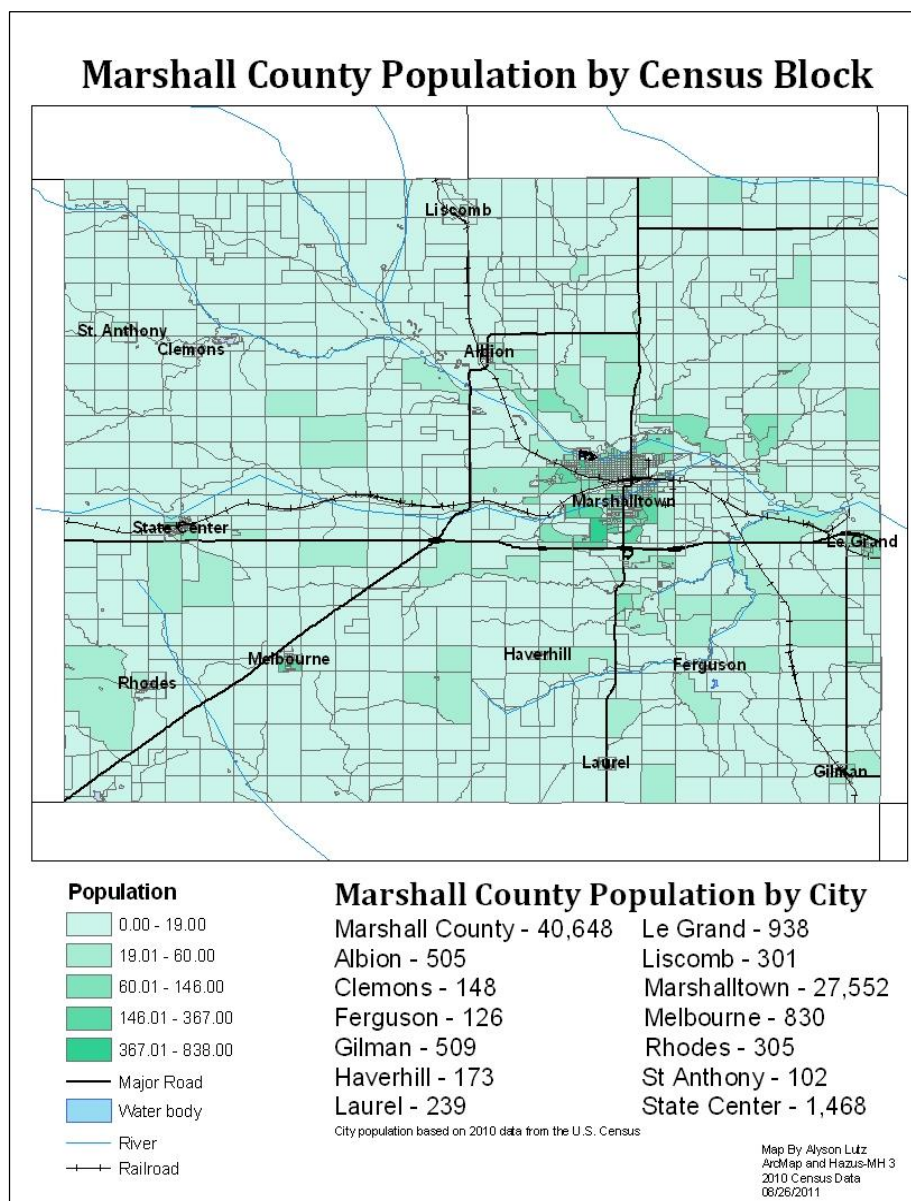 Marshall County Population by Census Block
Liscomb
St. Anthony
Clemons
Albion
Marshalltown
State Center
Le Grand
Haverhill
Melbourne
Ferguson
Rhodes
Laurel
Gilman
Population
0.00 - 19.00
19.01 - 60.00
60.01 - 146.00
146.01 - 367.00
367.01 - 838.00
Major Road
Water body
River
Railroad
Marshall County Population by City
Marshall County - 40,648
Albion - 505
Clemons - 148
Ferguson - 126
Gilman - 509
Haverhill - 173
Laurel - 239
Le Grand - 938
Liscomb - 301
Marshalltown - 27,552
Melbourne - 830
Rhodes - 305
St Anthony - 102
State Center - 1,468
City population based on 2010 data from the U.S. Census
Map By Alyson Lutz
ArcMap and Hazus-MH 3
2010 Census Data
08/26/2011